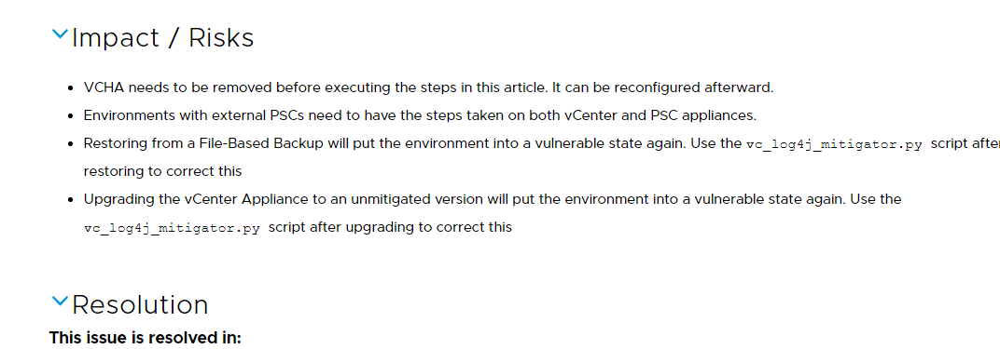 Impact / Risks
VCHA needs to be removed before executing the steps in this article. It can be reconfigured afterward.
Environments with external PSCs need to have the steps taken on both vCenter and PSC appliances.
Restoring from a File-Based Backup will put the environment into a vulnerable state again. Use the vc_log4j_mitigator.py script after
restoring to correct this
Upgrading the vCenter Appliance to an unmitigated version will put the environment into a vulnerable state again. Use the
vc_log4j_mitigator.py script after upgrading to correct this
Resolution
This issue is resolved in: